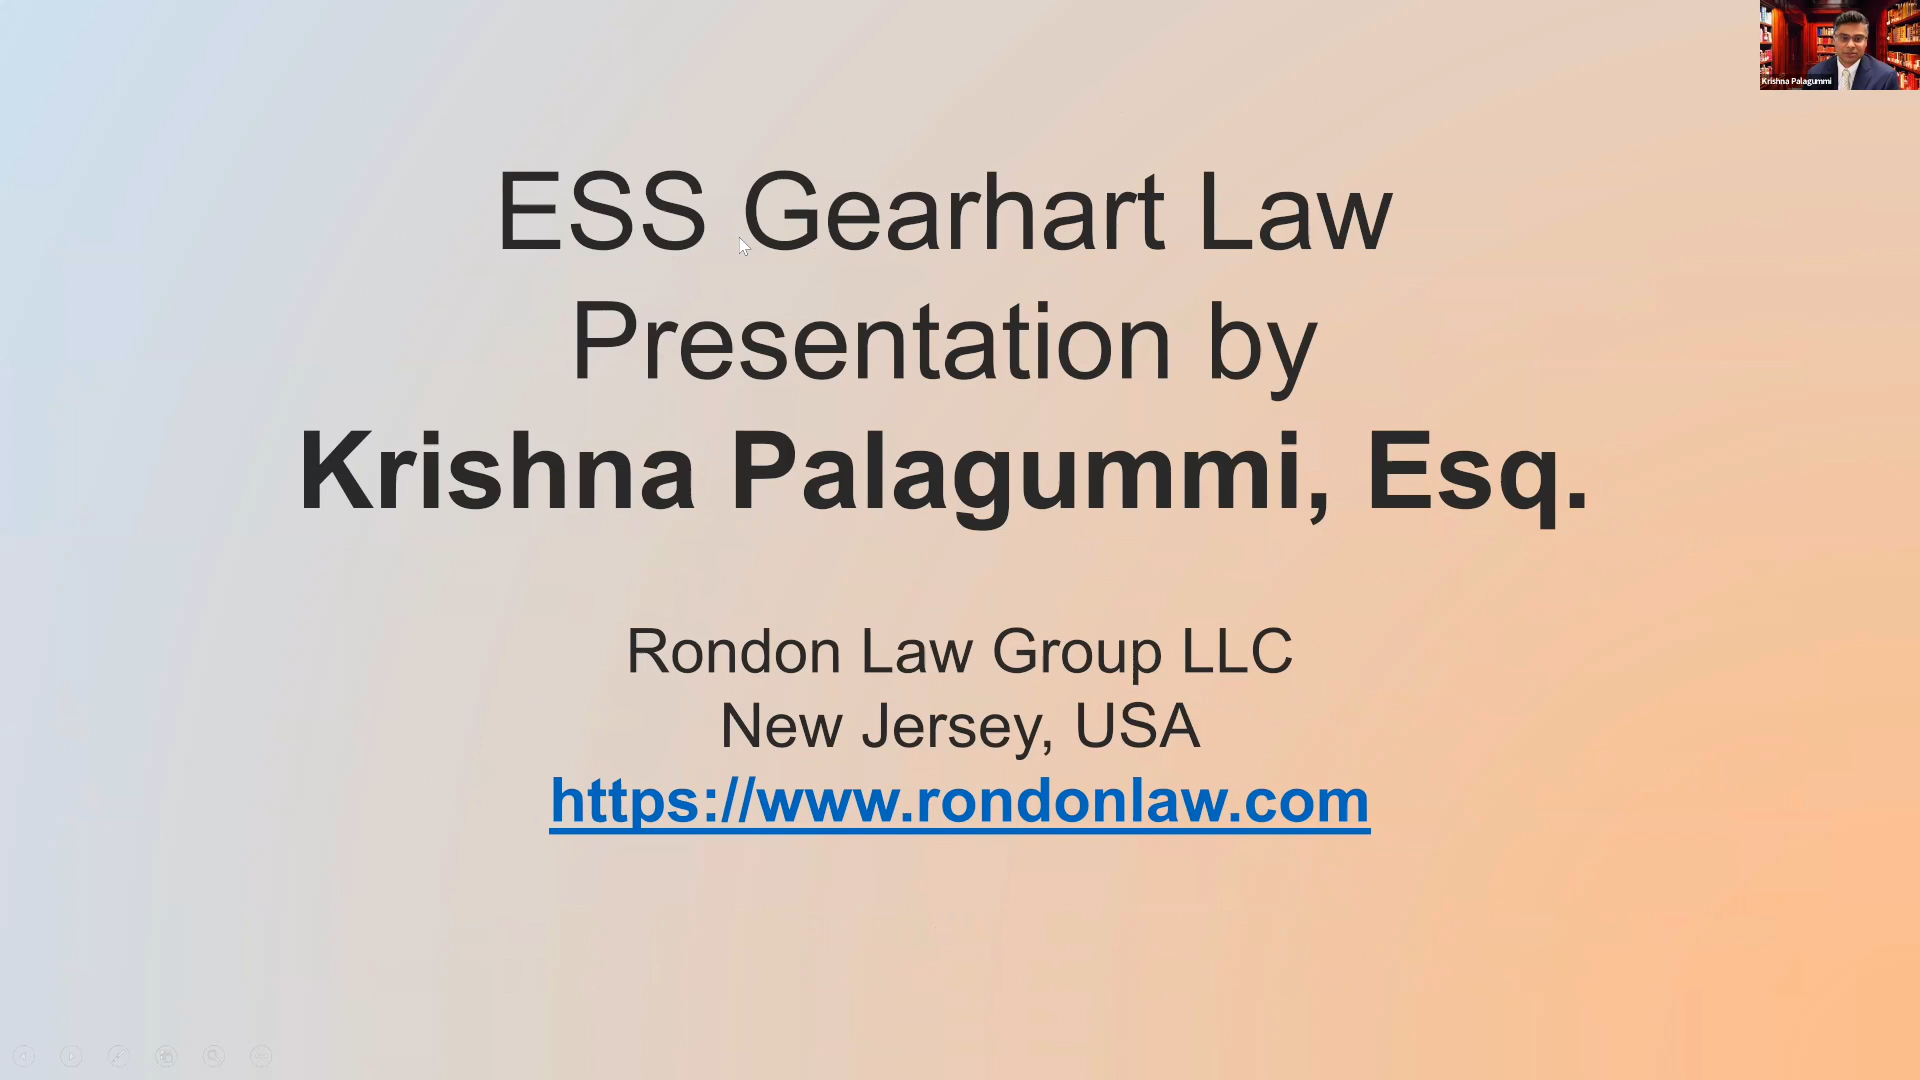 Krishna Palagummi
ESS Gearhart Law
Presentation by
Krishna Palagummi, Esq.
Rondon Law Group LLC
New Jersey, USA
https://www.rondonlaw.com